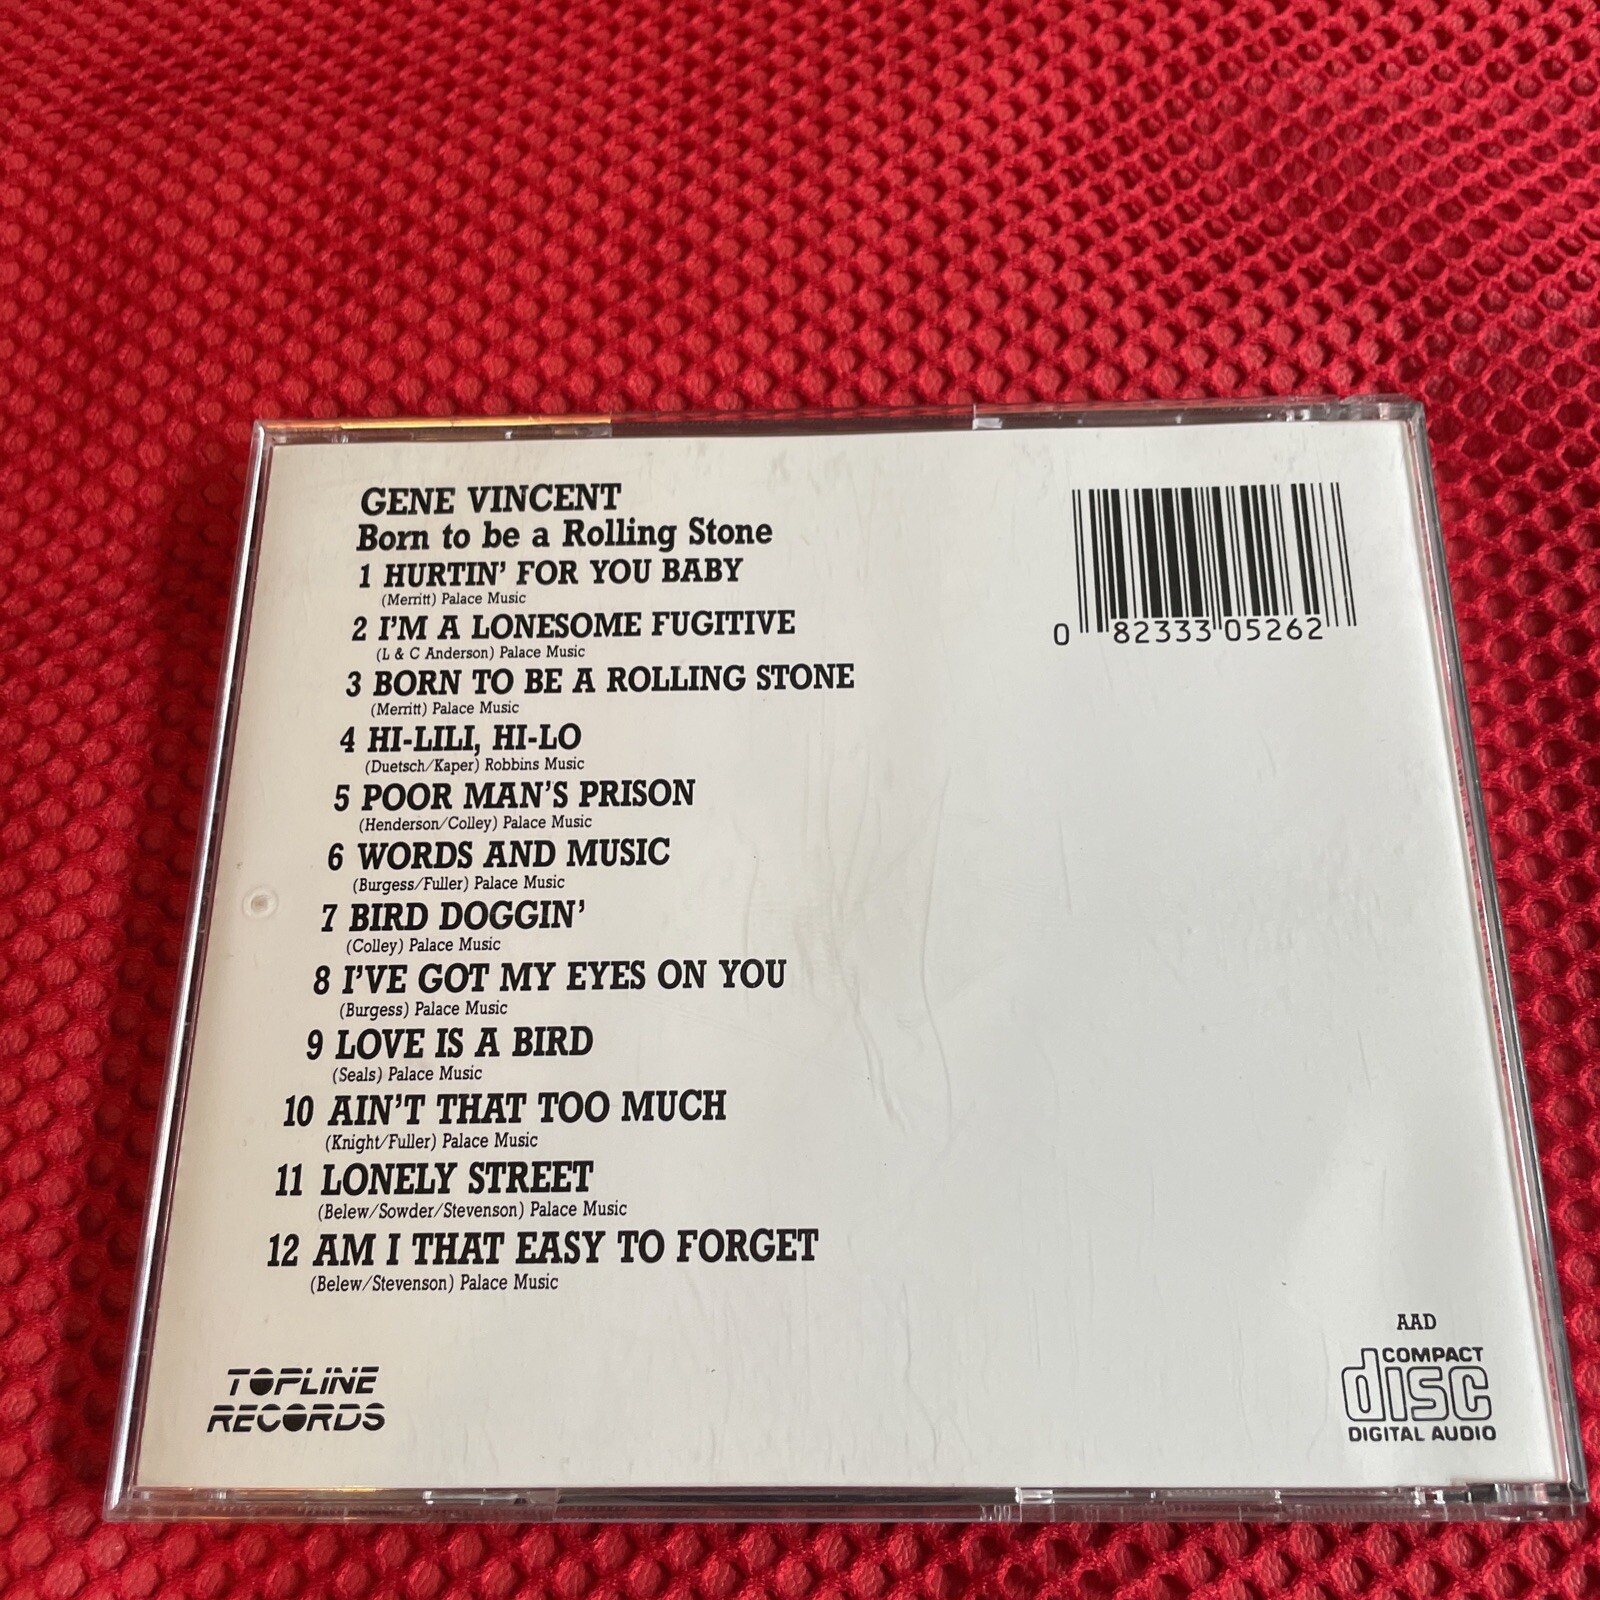 GENE VINCENT
Born to be a Rolling Stone
1 HURTIN' FOR YOU BABY
(Merritt) Palace Music
2 I'M A LONESOME FUGITIVE
(L & C Anderson) Palace Music
3 BORN TO BE A ROLLING STONE
(Merritt) Palace Music
4 HI-LILI, HI-LO
(Duetsch/Kaper) Robbins Music
5 POOR MAN'S PRISON
(Henderson/Colley) Palace Music
6 WORDS AND MUSIC
(Burgess/Fuller) Palace Music
7 BIRD DOGGIN'
(Colley) Palace Music
8 I'VE GOT MY EYES ON YOU
(Burgess) Palace Music
9 LOVE IS A BIRD
(Seals) Palace Music
10 AIN'T THAT TOO MUCH
(Knight/Fuller) Palace Music
11 LONELY STREET
(Belew/Sowder/Stevenson) Palace Music
12 AM I THAT EASY TO FORGET
(Belew/Stevenson) Palace Music
0 82333 05262
TOPLINE
RECORDS
AAD
COMPACT
disc
DIGITAL AUDIO